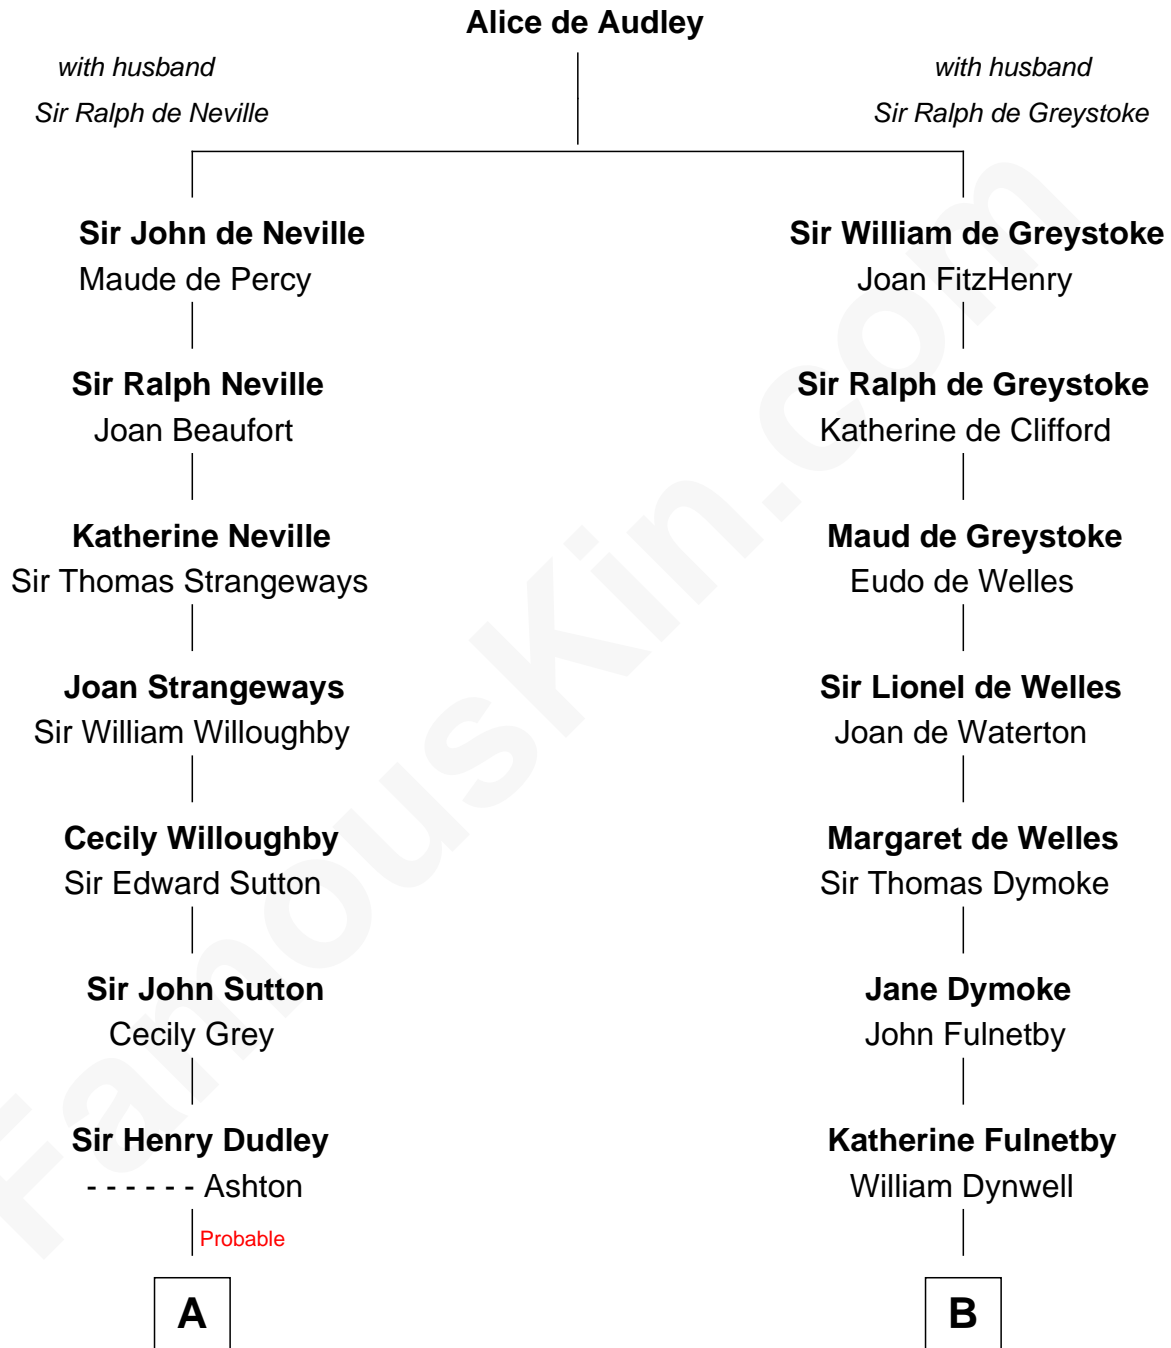 Alice de Audley
with husband
Sir Ralph de Neville
with husband
Sir Ralph de Greystoke
Sir John de Neville
Maude de Percy
Sir William de Greystoke
Joan FitzHenry
Sir Ralph Neville
Joan Beaufort
Sir Ralph de Greystoke
Katherine de Clifford
Katherine Neville
Sir Thomas Strangeways
Maud de Greystoke
Eudo de Welles
Joan Strangeways
Sir William Willoughby
Sir Lionel de Welles
Joan de Waterton
Cecily Willoughby
Sir Edward Sutton
Margaret de Welles
Sir Thomas Dymoke
Sir John Sutton
Cecily Grey
Jane Dymoke
John Fulnetby
Sir Henry Dudley
- - - - - - Ashton
Katherine Fulnetby
William Dynwell
Probable
A
B
FamousKin.com